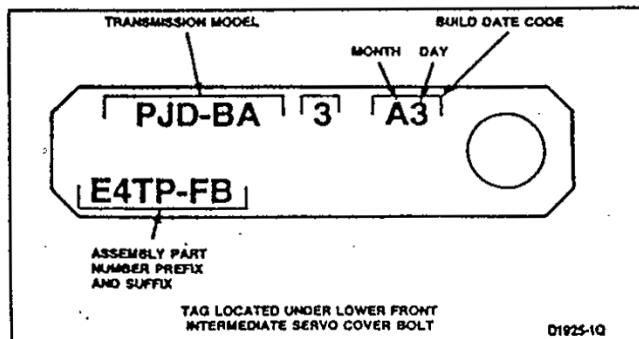 TRANSMISSION MODEL
BUILD DATE CODE
MONTH DAY
PJD-BA 3 A3
E4TP-FB
ASSEMBLY PART
NUMBER PREFIX
AND SUFFIX
TAG LOCATED UNDER LOWER FRONT
INTERMEDIATE SERVO COVER BOLT
D1925-1Q